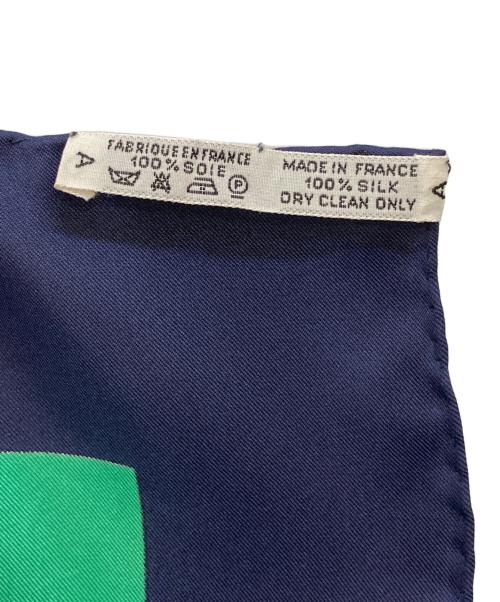 A
FABRIQUE EN FRANCE
100% SOIE
P
MADE IN FRANCE
100% SILK
DRY CLEAN ONLY
A